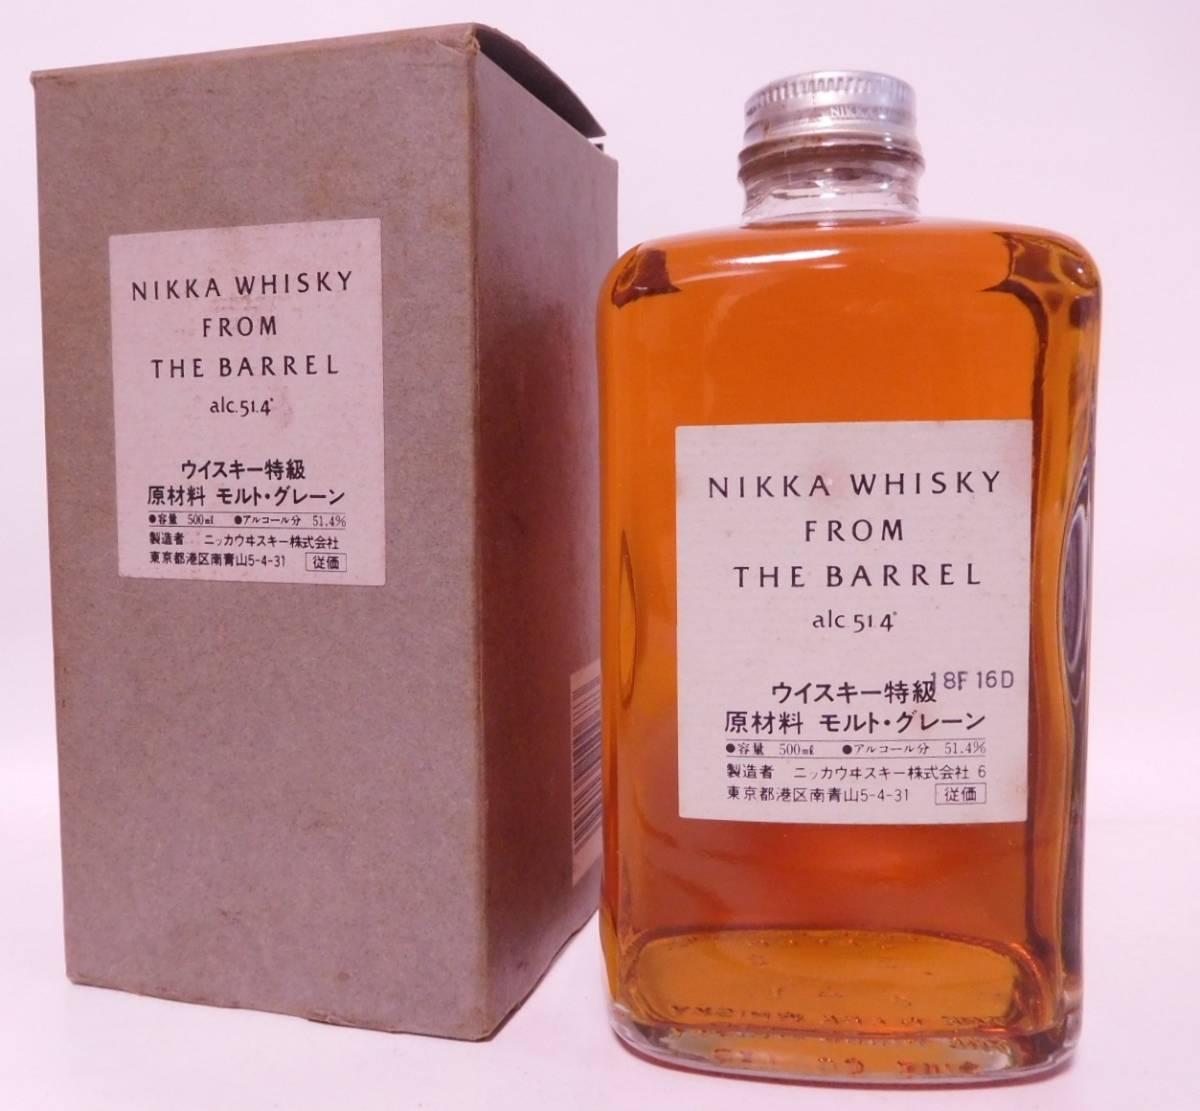 NIKKA WHISKY
FROM
THE BARREL
alc.51.4°
ウイスキー特級
原材料 モルト・グレーン
●容量 500㎖ ●アルコール分 51.4%
製造者 ニッカウヰスキー株式会社
東京都港区南青山5-4-31 従価
NIKKA WHISKY
FROM
THE BARREL
alc 51.4°
18F 16D
ウイスキー特級
原材料 モルト・グレーン
●容量 500㎖ ●アルコール分 51.4%
製造者 ニッカウヰスキー株式会社 6
東京都港区南青山5-4-31 従価